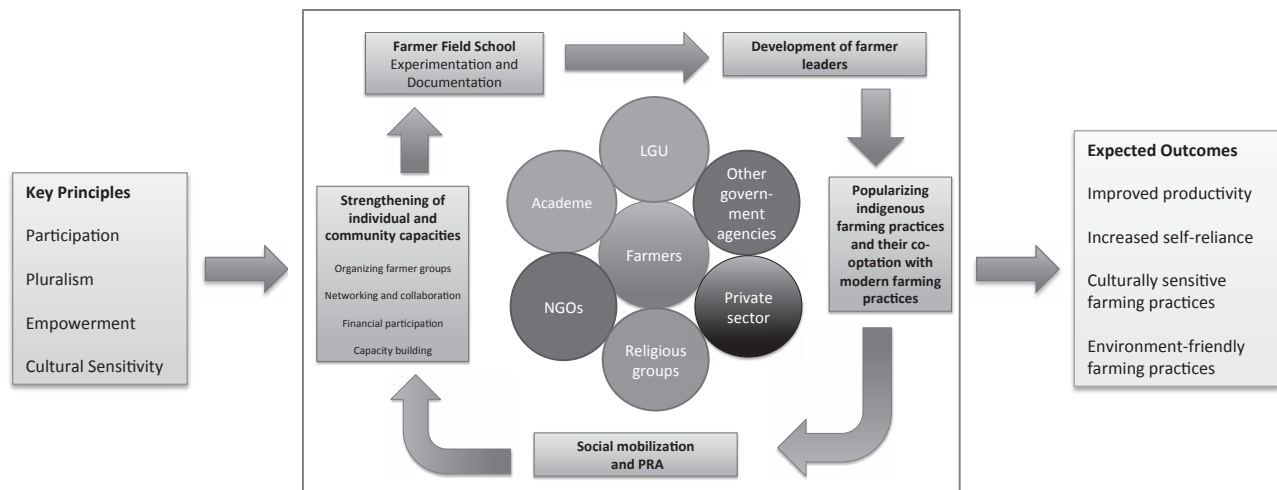 Key Principles
Participation
Pluralism
Empowerment
Cultural Sensitivity
Farmer Field School
Experimentation and
Documentation
Development of farmer
leaders
Strengthening of
individual and
community capacities
Organizing farmer groups
Networking and collaboration
Financial participation
Capacity building
LGU
Academe
Other
govern-
ment
agencies
Farmers
NGOs
Private
sector
Religious
groups
Popularizing
indigenous
farming practices
and their co-
optation with
modern farming
practices
Social mobilization
and PRA
Expected Outcomes
Improved productivity
Increased self-reliance
Culturally sensitive
farming practices
Environment-friendly
farming practices